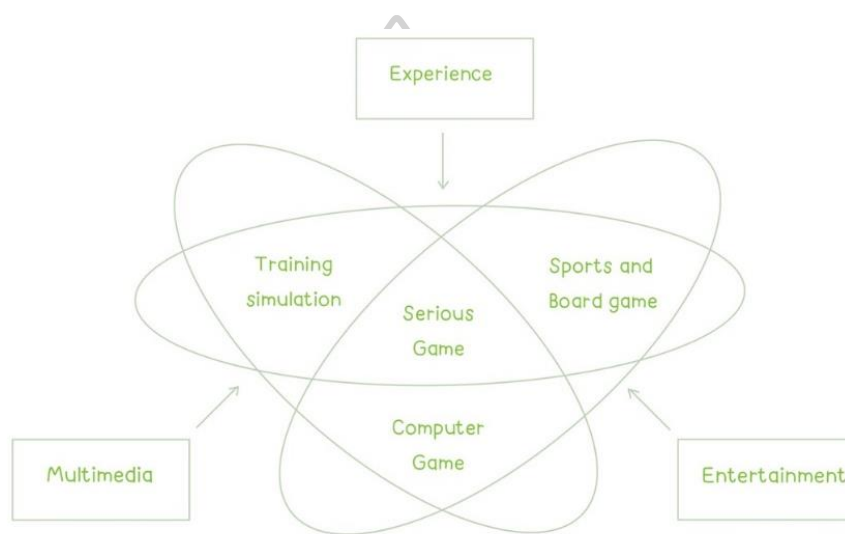 Experience
Training
simulation
Sports and
Board game
Serious
Game
Computer
Game
Multimedia
Entertainment